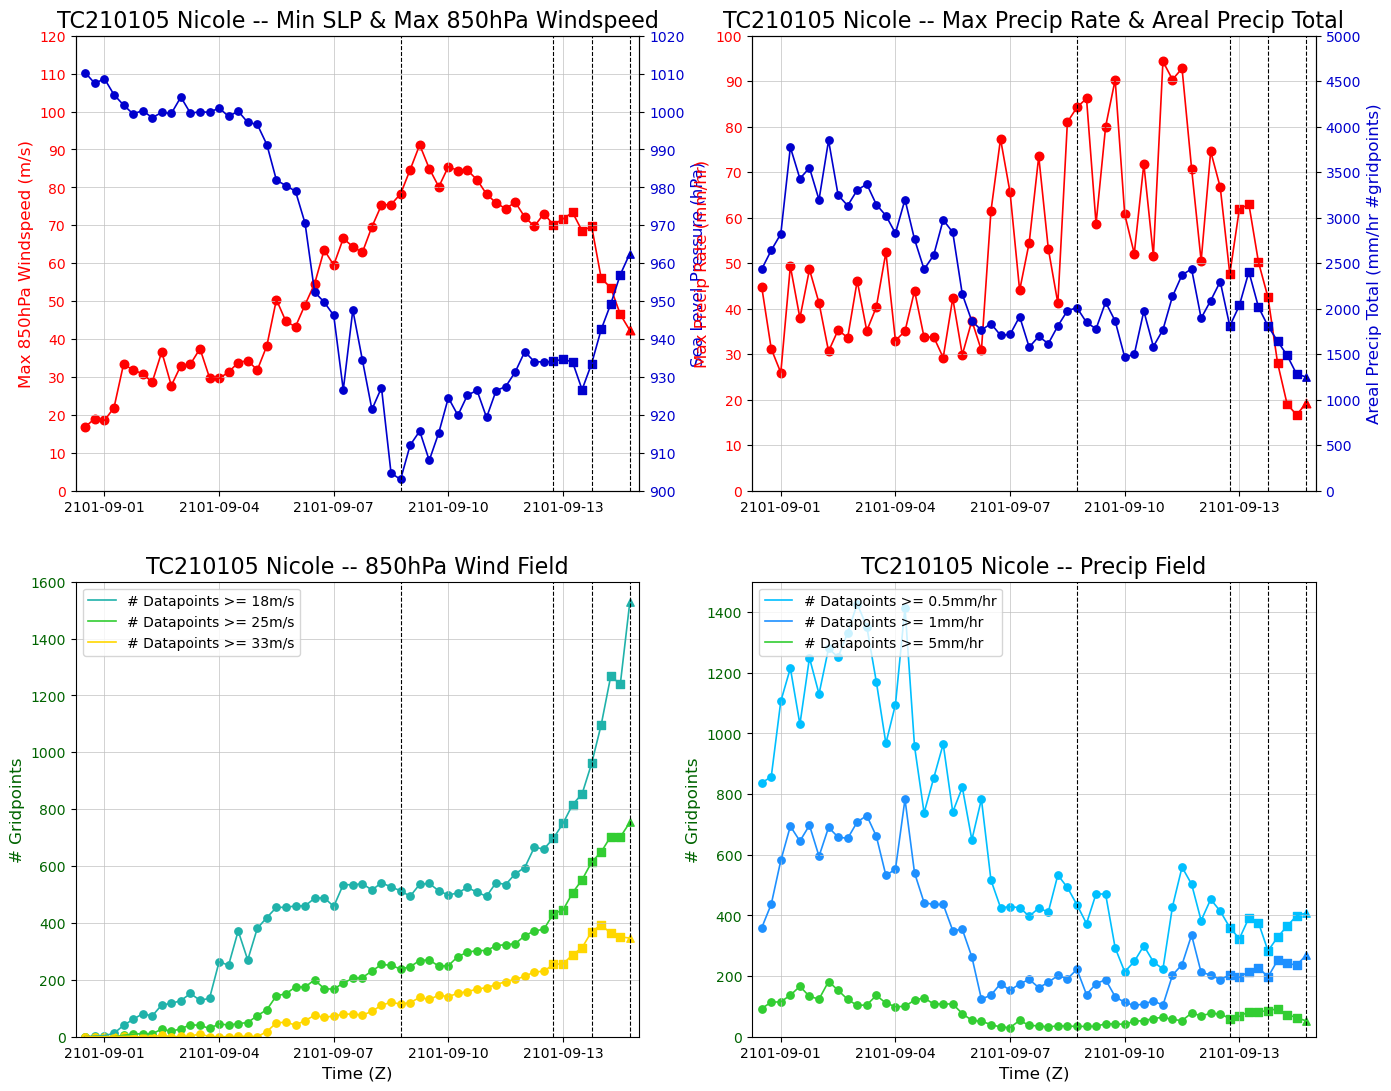 TC210105 Nicole -- Min SLP & Max 850hPa Windspeed
120
110
100
90
80
70
60
50
40
30
20
10
0
Max 850hPa Windspeed (m/s)
1020
1010
1000
990
980
970
960
950
940
930
920
910
900
Sea Level Pressure (hPa)
2101-09-01 2101-09-04 2101-09-07 2101-09-10 2101-09-13
TC210105 Nicole -- Max Precip Rate & Areal Precip Total
100
90
80
70
60
50
40
30
20
10
0
Max Precip Rate (mm/hr)
5000
4500
4000
3500
3000
2500
2000
1500
1000
500
0
Areal Precip Total (mm/hr #gridpoints)
2101-09-01 2101-09-04 2101-09-07 2101-09-10 2101-09-13
TC210105 Nicole -- 850hPa Wind Field
# Datapoints >= 18m/s
# Datapoints >= 25m/s
# Datapoints >= 33m/s
1600
1400
1200
1000
800
600
400
200
0
# Gridpoints
2101-09-01 2101-09-04 2101-09-07 2101-09-10 2101-09-13
Time (Z)
TC210105 Nicole -- Precip Field
# Datapoints >= 0.5mm/hr
# Datapoints >= 1mm/hr
# Datapoints >= 5mm/hr
1400
1200
1000
800
600
400
200
0
# Gridpoints
2101-09-01 2101-09-04 2101-09-07 2101-09-10 2101-09-13
Time (Z)